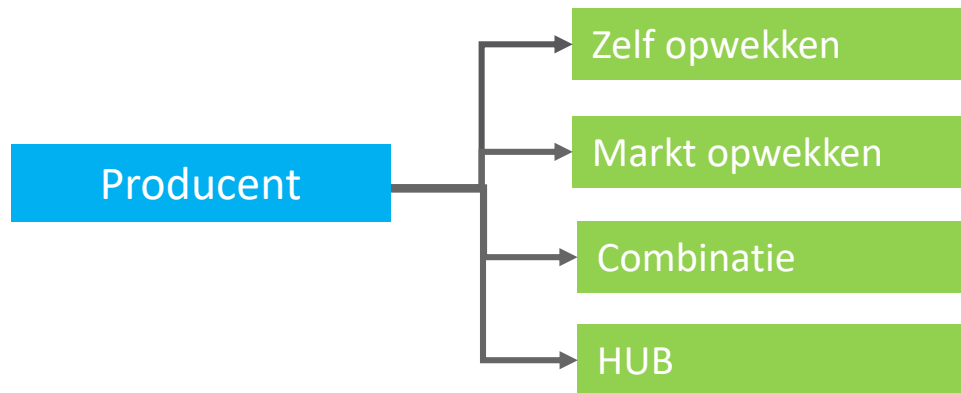 Producent
Zelf opwekken
Markt opwekken
Combinatie
HUB